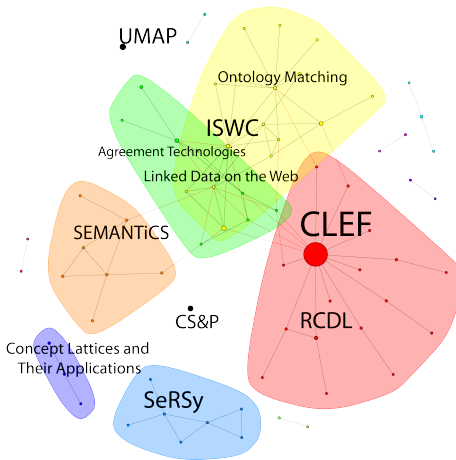 UMAP
Ontology Matching
ISWC
Agreement Technologies
Linked Data on the Web
CLEF
SEMANTiCS
CS&P
RCDL
Concept Lattices and
Their Applications
SeRSy